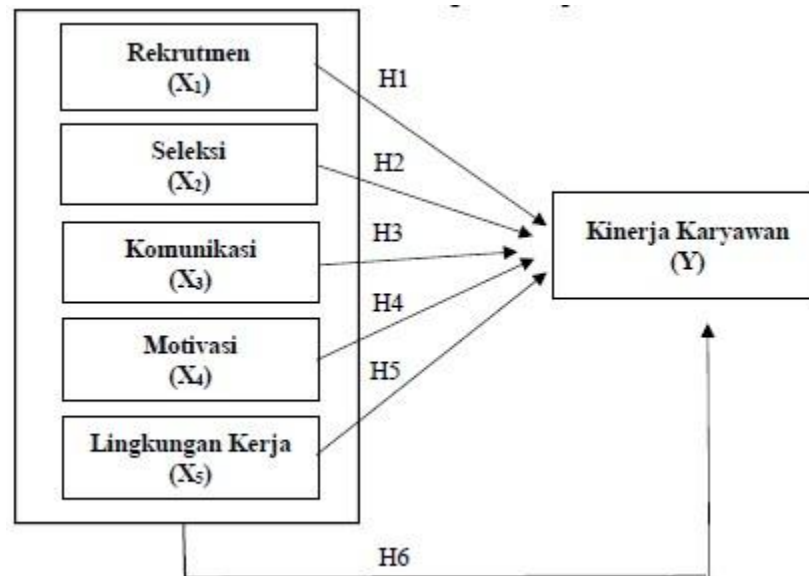 Rekrutmen
(X₁)
H1
Seleksi
(X₂)
H2
Komunikasi
(X₃)
H3
Kinerja Karyawan
(Y)
Motivasi
(X₄)
H4
Lingkungan Kerja
(X₅)
H5
H6